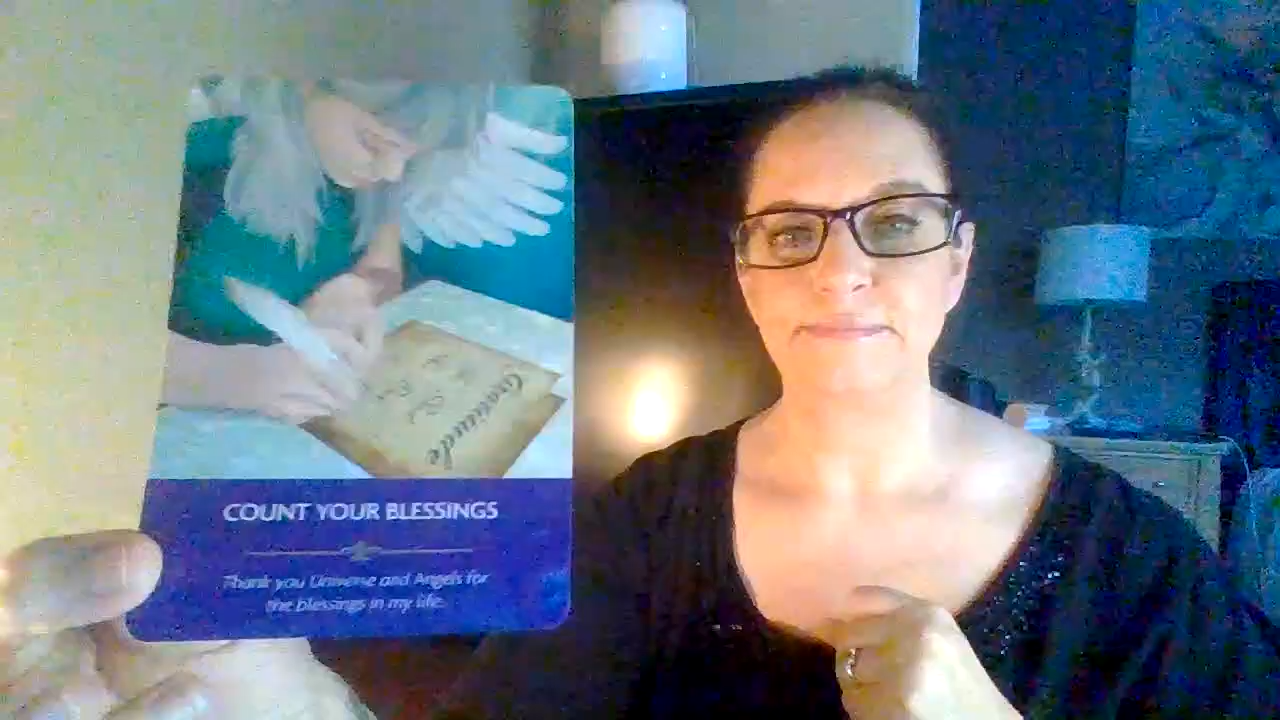 Gratitude
COUNT YOUR BLESSINGS
Thank you Universe and Angels for
the blessings in my life.